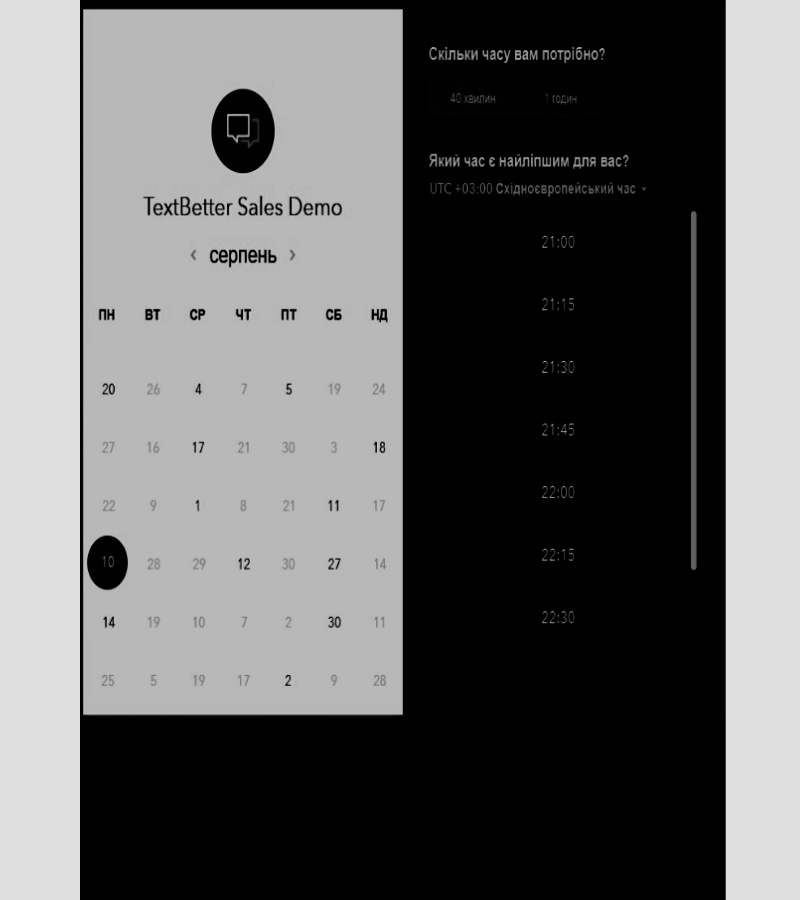 TextBetter Sales Demo
‹ серпень ›
ПН ВТ СР ЧТ ПТ СБ НД
20 26 4 7 5 19 24
27 16 17 21 30 3 18
22 9 1 8 21 11 17
10 28 29 12 30 27 14
14 19 10 7 2 30 11
25 5 19 17 2 9 28
Скільки часу вам потрібно?
40 хвилин 1 годин
Який час є найліпшим для вас?
UTC +03:00 Східноєвропейський час
21:00
21:15
21:30
21:45
22:00
22:15
22:30